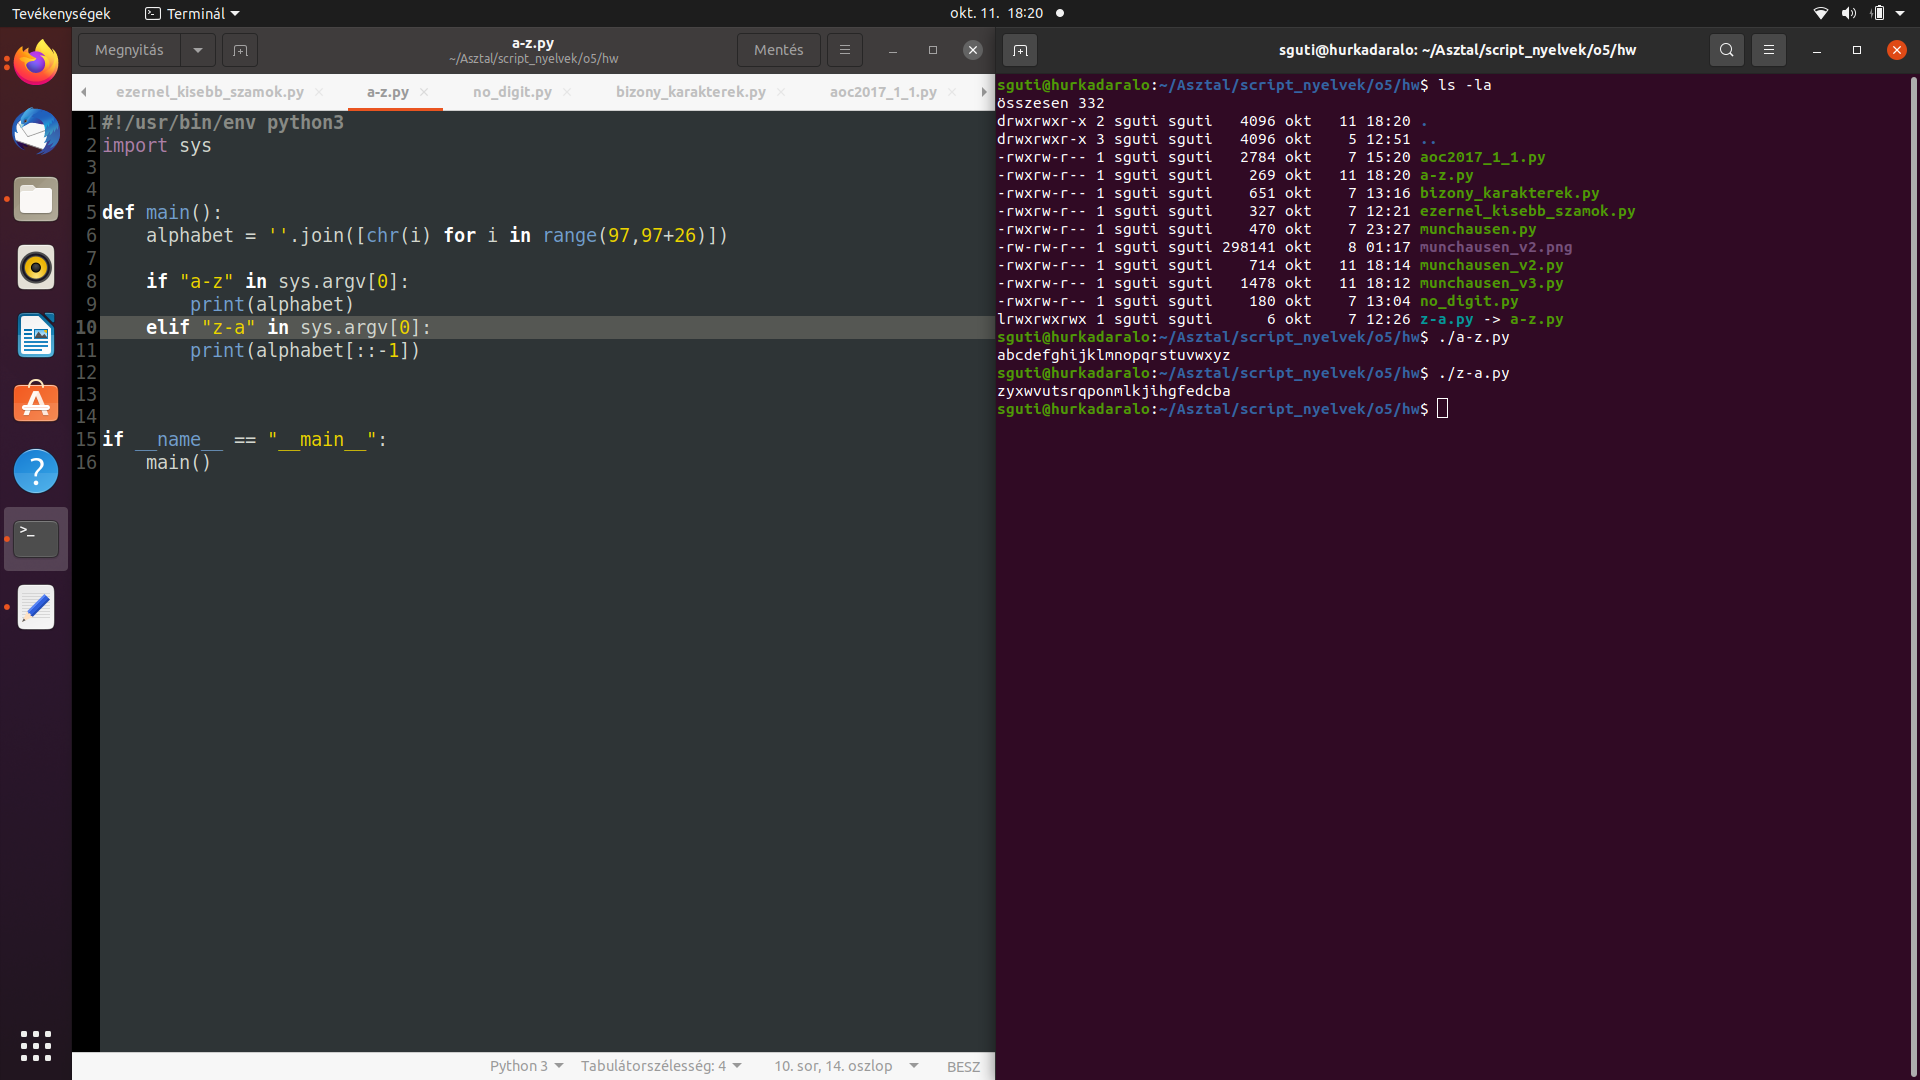 Tevékenységek
Terminál
okt. 11. 18:20
Megnyitás
a-z.py
~/Asztal/script_nyelvek/o5/hw
Mentés
ezernel_kisebb_szamok.py
a-z.py
no_digit.py
bizony_karakterek.py
aoc2017_1_1.py
1 #!/usr/bin/env python3
2 import sys
3
4
5 def main():
6     alphabet = ''.join([chr(i) for i in range(97,97+26)])
7
8     if "a-z" in sys.argv[0]:
9         print(alphabet)
10     elif "z-a" in sys.argv[0]:
11         print(alphabet[::-1])
12
13
14
15 if __name__ == "__main__":
16     main()
Python 3
Tabulátorszélesség: 4
10. sor, 14. oszlop
BESZ
sguti@hurkadaralo: ~/Asztal/script_nyelvek/o5/hw
sguti@hurkadaralo:~/Asztal/script_nyelvek/o5/hw$ ls -la
összesen 332
drwxrwxr-x 2 sguti sguti   4096 okt   11 18:20 .
drwxrwxr-x 3 sguti sguti   4096 okt    5 12:51 ..
-rwxrw-r-- 1 sguti sguti   2784 okt    7 15:20 aoc2017_1_1.py
-rwxrw-r-- 1 sguti sguti    269 okt   11 18:20 a-z.py
-rwxrw-r-- 1 sguti sguti    651 okt    7 13:16 bizony_karakterek.py
-rwxrw-r-- 1 sguti sguti    327 okt    7 12:21 ezernel_kisebb_szamok.py
-rwxrw-r-- 1 sguti sguti    470 okt    7 23:27 munchausen.py
-rw-rw-r-- 1 sguti sguti 298141 okt    8 01:17 munchausen_v2.png
-rwxrw-r-- 1 sguti sguti    714 okt   11 18:14 munchausen_v2.py
-rwxrw-r-- 1 sguti sguti   1478 okt   11 18:12 munchausen_v3.py
-rwxrw-r-- 1 sguti sguti    180 okt    7 13:04 no_digit.py
lrwxrwxrwx 1 sguti sguti      6 okt    7 12:26 z-a.py -> a-z.py
sguti@hurkadaralo:~/Asztal/script_nyelvek/o5/hw$ ./a-z.py
abcdefghijklmnopqrstuvwxyz
sguti@hurkadaralo:~/Asztal/script_nyelvek/o5/hw$ ./z-a.py
zyxwvutsrqponmlkjihgfedcba
sguti@hurkadaralo:~/Asztal/script_nyelvek/o5/hw$